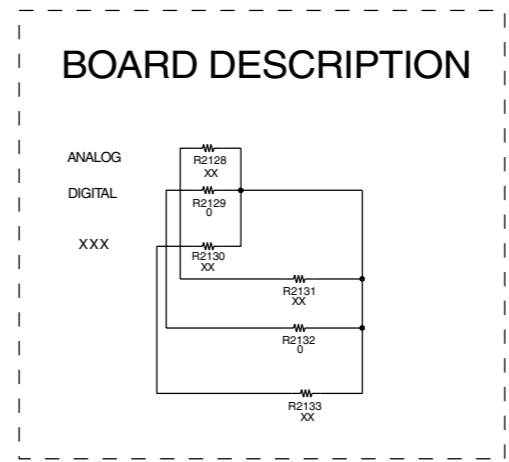 BOARD DESCRIPTION
ANALOG
R2128
XX
DIGITAL
R2129
0
XXX
R2130
XX
R2131
XX
R2132
0
R2133
XX